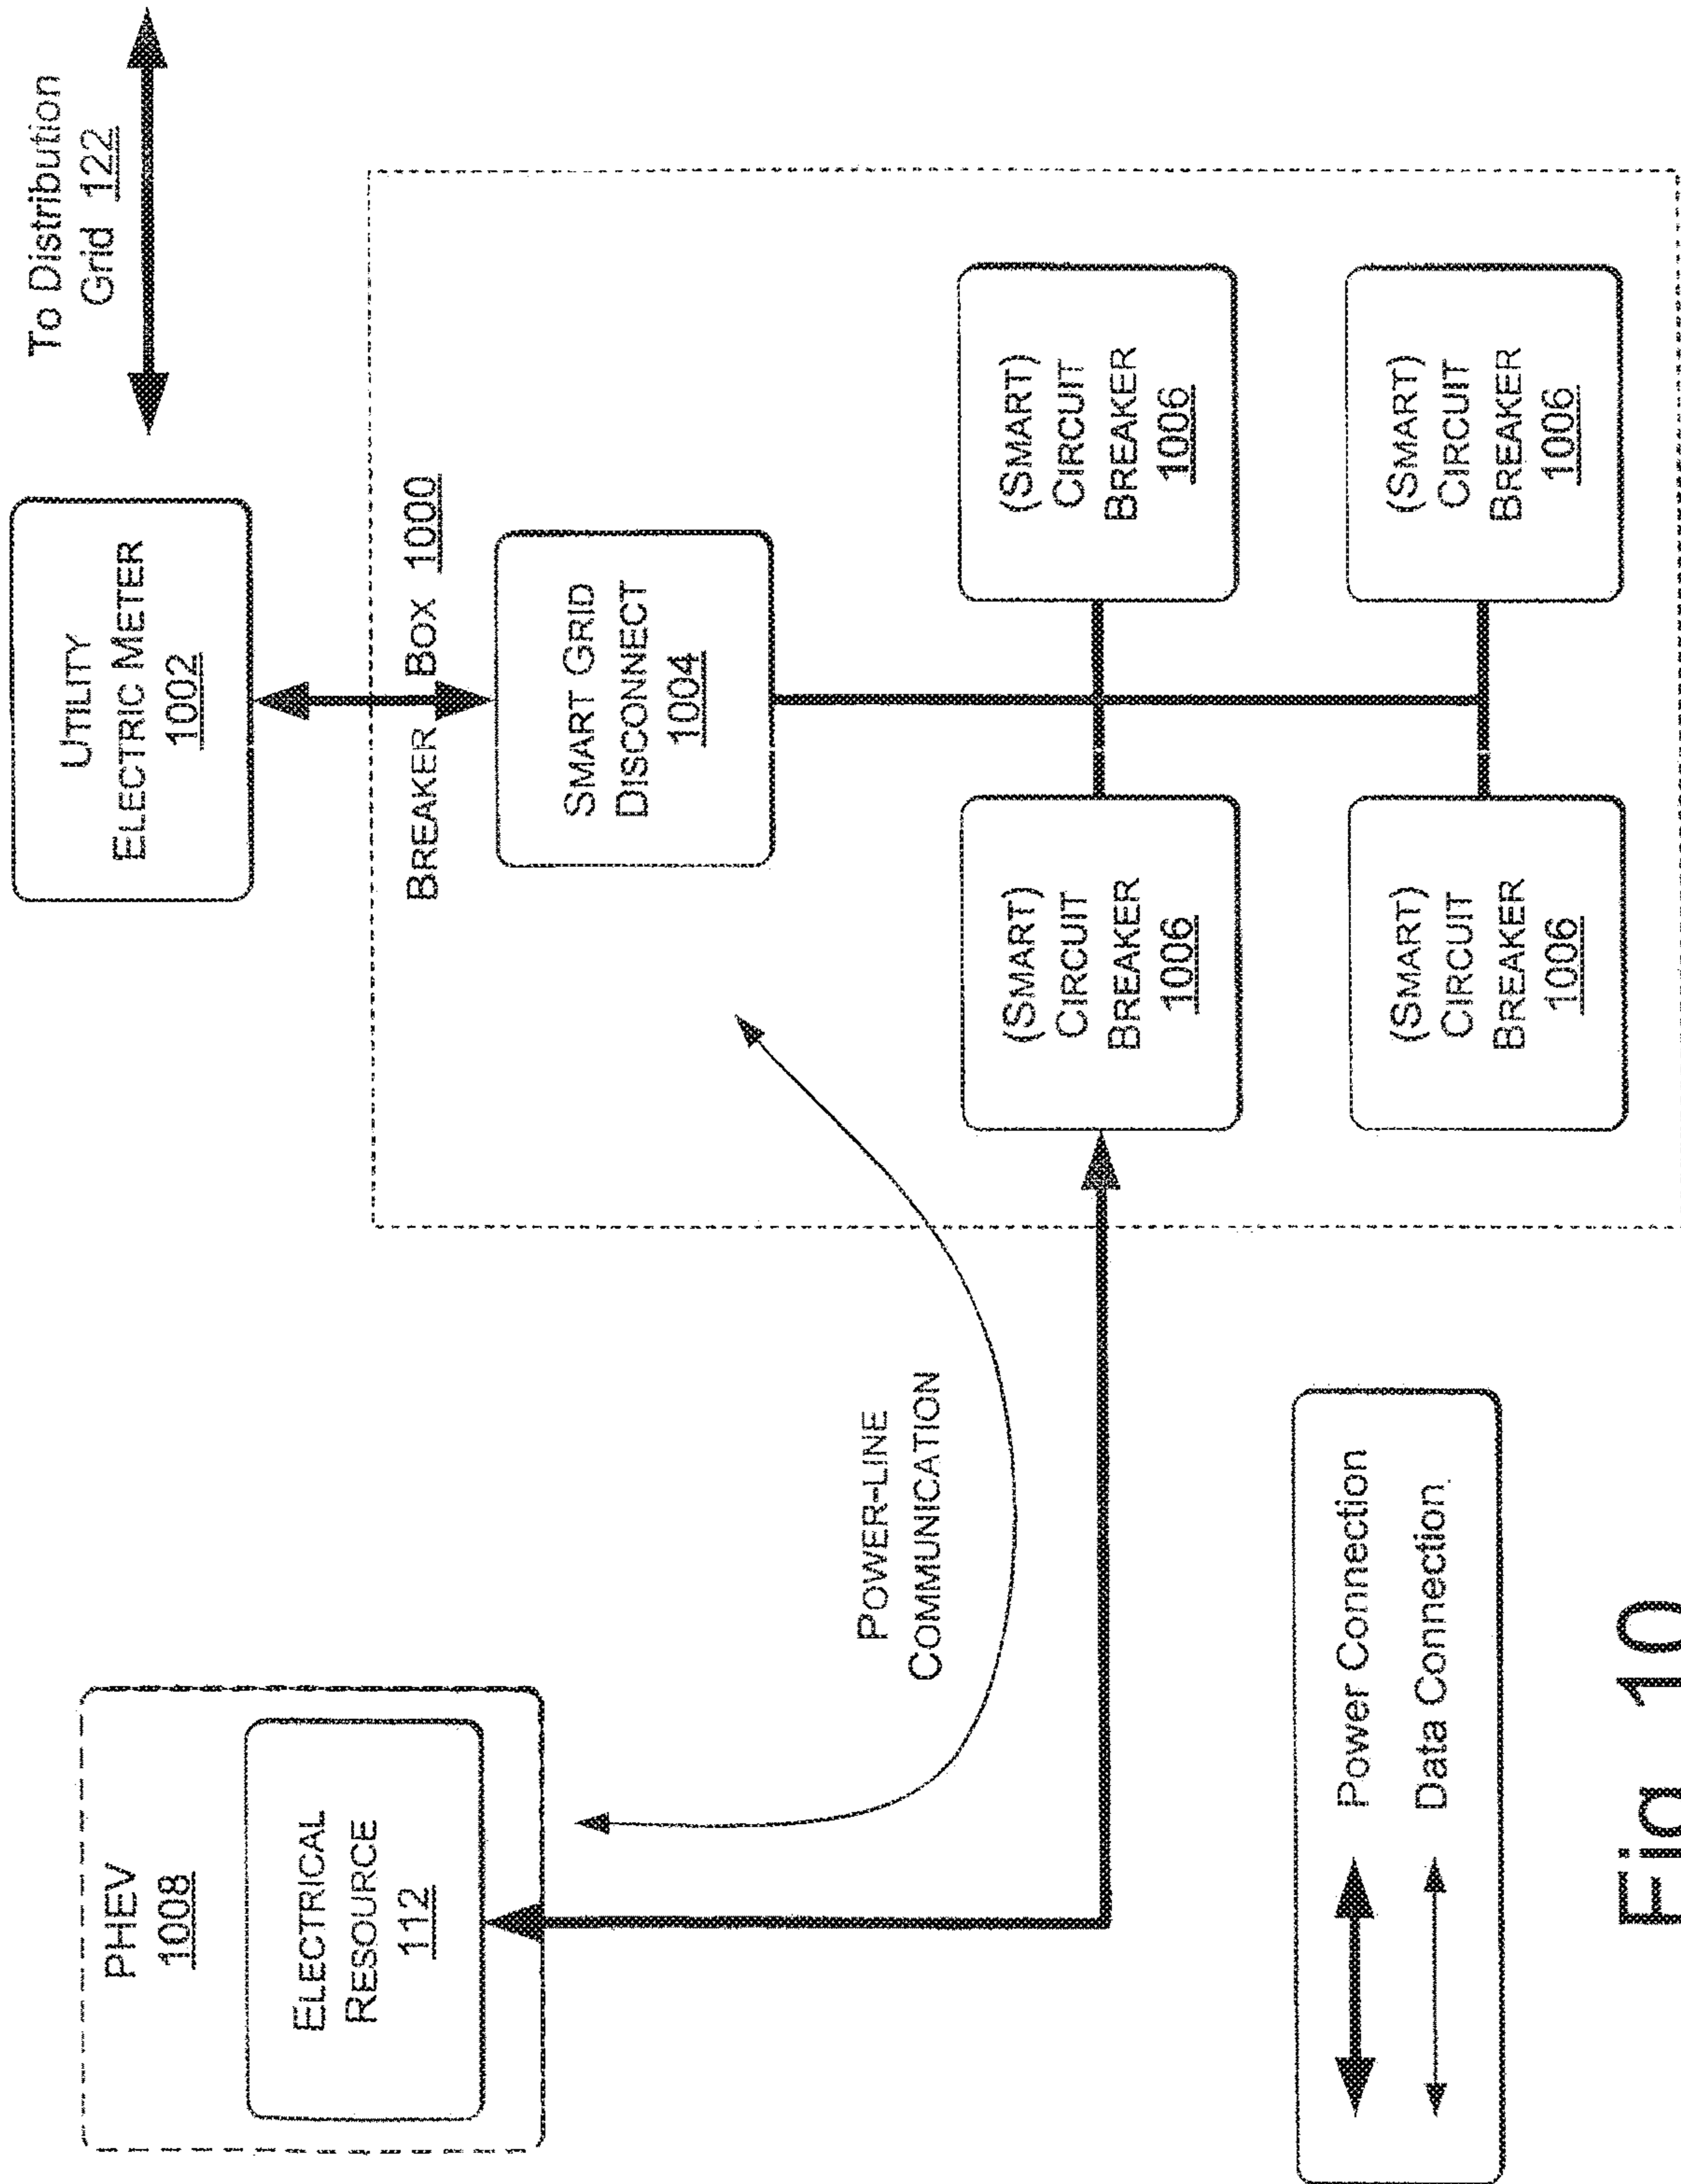 To Distribution
Grid 122
UTILITY
ELECTRIC METER
1002
BREAKER BOX 1000
SMART GRID
DISCONNECT
1004
(SMART)
CIRCUIT
BREAKER
1006
(SMART)
CIRCUIT
BREAKER
1006
(SMART)
CIRCUIT
BREAKER
1006
(SMART)
CIRCUIT
BREAKER
1006
PHEV
1008
ELECTRICAL
RESOURCE
112
POWER-LINE
COMMUNICATION
Power Connection
Data Connection
Fig 10